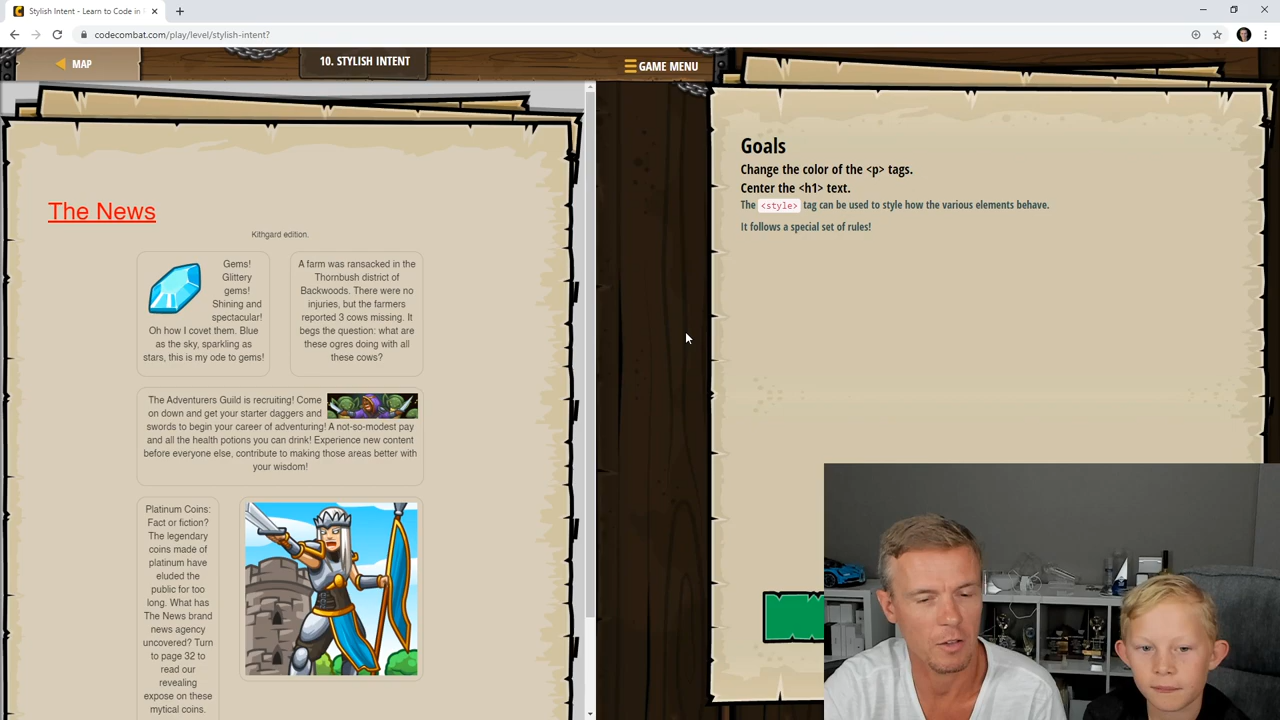 Stylish Intent - Learn to Code in
codecombat.com/play/level/stylish-intent?
MAP
10. STYLISH INTENT
GAME MENU
The News
Kithgard edition.
Gems!
Glittery
gems!
Shining and
spectacular!
Oh how I covet them. Blue
as the sky, sparkling as
stars, this is my ode to gems!
A farm was ransacked in the
Thornbush district of
Backwoods. There were no
injuries, but the farmers
reported 3 cows missing. It
begs the question: what are
these ogres doing with all
these cows?
The Adventurers Guild is recruiting! Come
on down and get your starter daggers and
swords to begin your career of adventuring! A not-so-modest pay
and all the health potions you can drink! Experience new content
before everyone else, contribute to making those areas better with
your wisdom!
Platinum Coins:
Fact or fiction?
The legendary
coins made of
platinum have
eluded the
public for too
long. What has
The News brand
news agency
uncovered? Turn
to page 32 to
read our
revealing
expose on these
mythical coins.
Goals
Change the color of the <p> tags.
Center the <h1> text.
The <style> tag can be used to style how the various elements behave.
It follows a special set of rules!